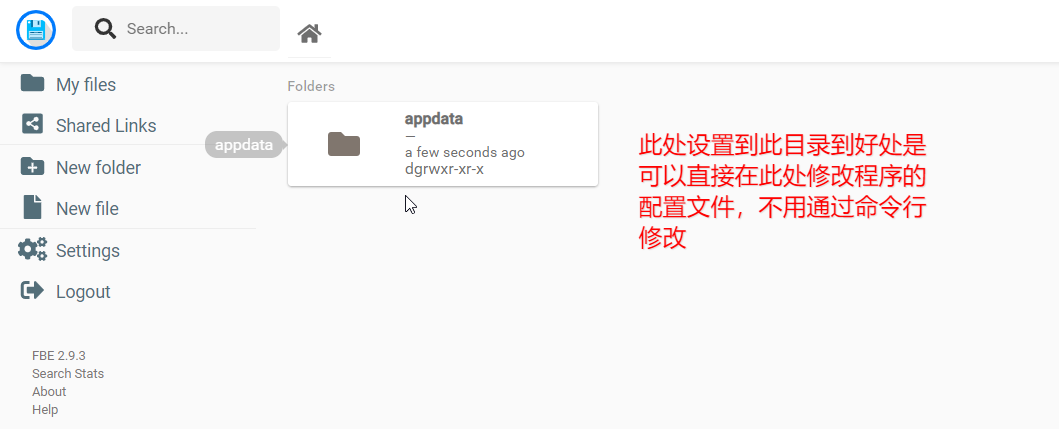 Search...
My files
Shared Links
New folder
New file
Settings
Logout
FBE 2.9.3
Search Stats
About
Help
Folders
appdata
appdata
—
a few seconds ago
dgrwxr-xr-x
此处设置到此目录到好处是
可以直接在此处修改程序的
配置文件，不用通过命令行
修改